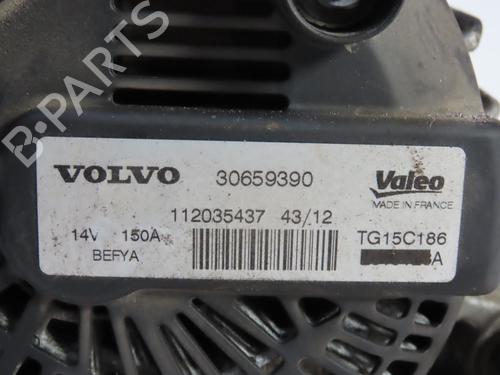 B-PARTS
VOLVO 30659390 Valeo
MADE IN FRANCE
112035437 43/12
14V 150A TG15C186
BEFYA A